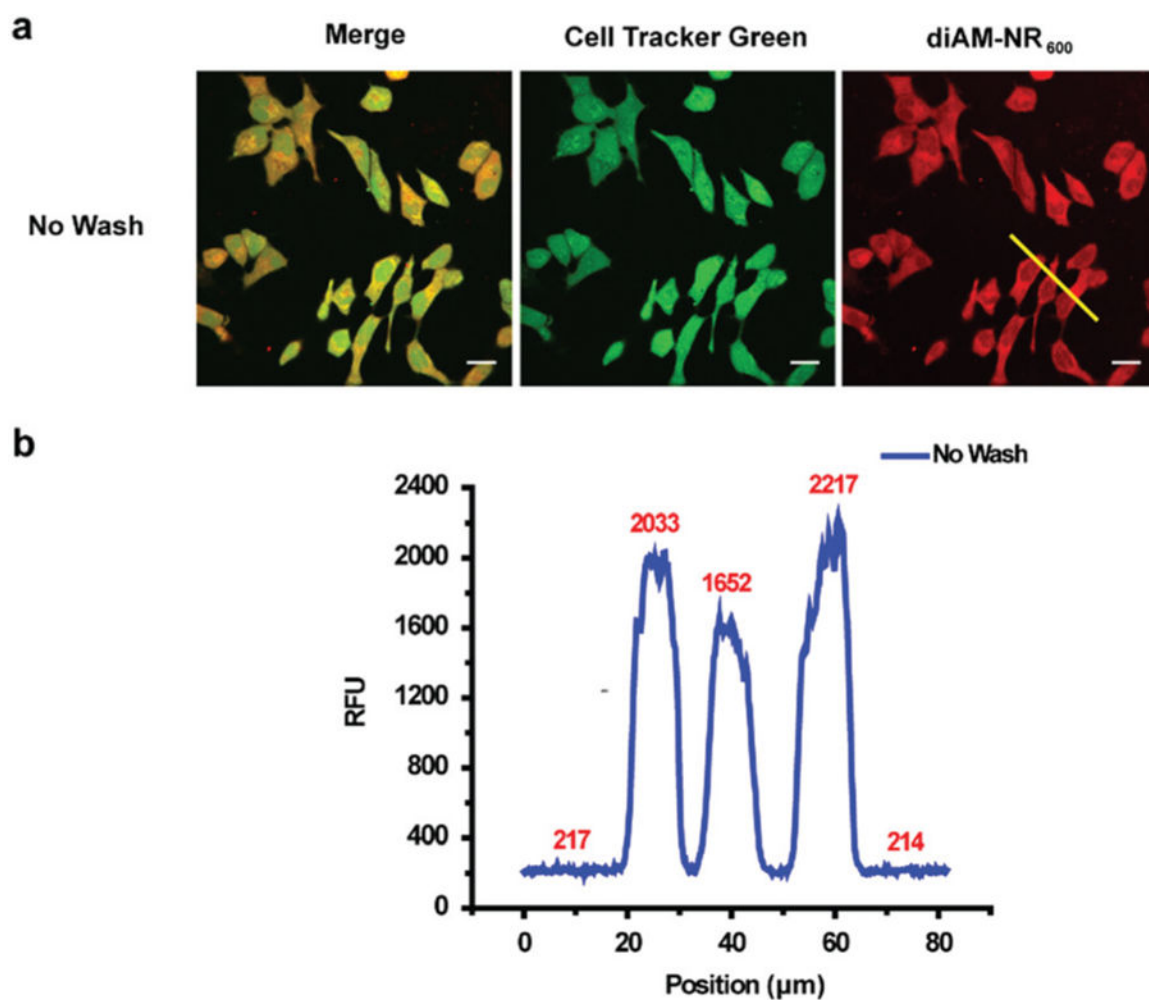 a
Merge
Cell Tracker Green
diAM-NR600
No Wash
b
No Wash
2400
2000
1600
1200
800
400
0
RFU
217
2033
1652
2217
214
0 20 40 60 80
Position (µm)